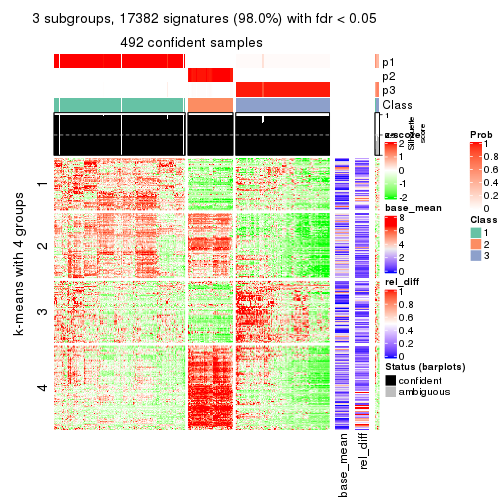 3 subgroups, 17382 signatures (98.0%) with fdr < 0.05
492 confident samples
p1
p2
p3
Class
1
Silhouette
score
k-means with 4 groups
1
2
3
4
base_mean
rel_diff
z-score
2
1
0
-1
-2
base_mean
8
6
4
2
0
rel_diff
1
0.8
0.6
0.4
0.2
0
Status (barplots)
confident
ambiguous
Prob
1
0.8
0.6
0.4
0.2
0
Class
1
2
3